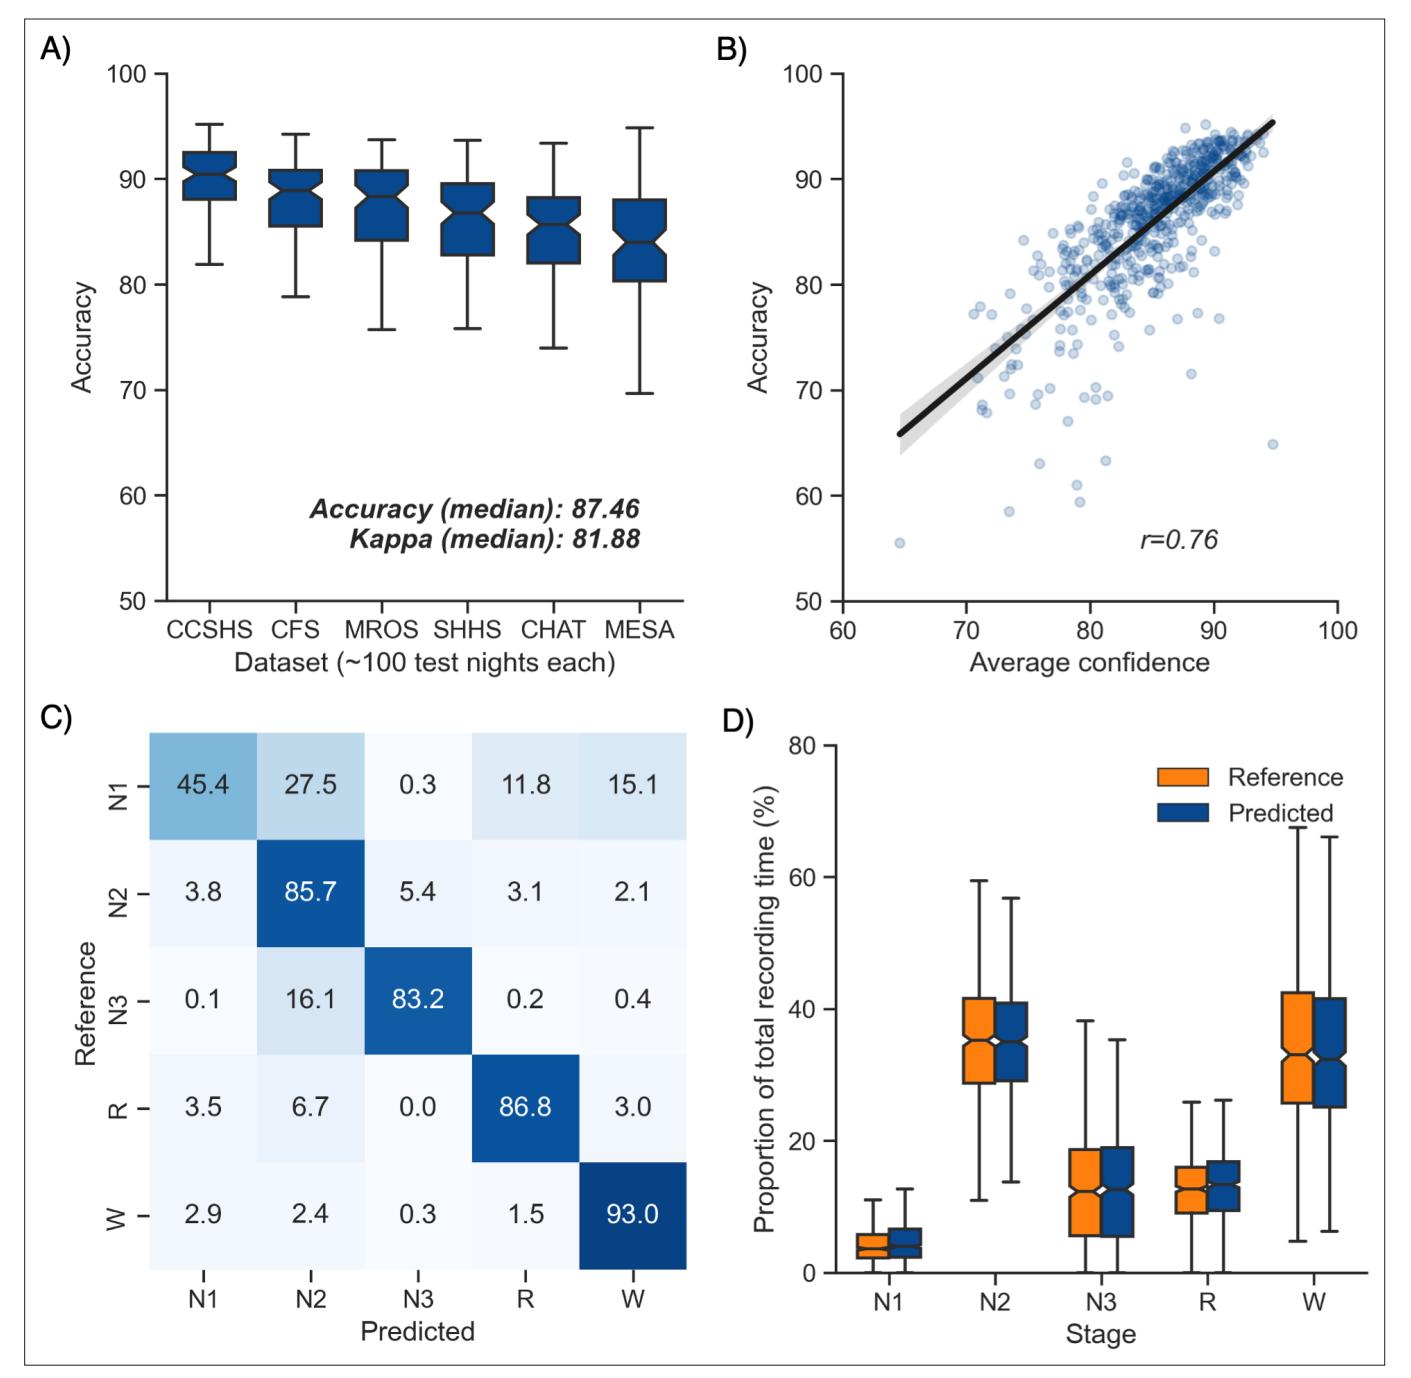 A)
100
90
80
70
60
50
Accuracy
Accuracy (median): 87.46
Kappa (median): 81.88
CCSHS CFS MROS SHHS CHAT MESA
Dataset (~100 test nights each)
B)
100
90
80
70
60
50
Accuracy
r=0.76
60 70 80 90 100
Average confidence
C)
Reference
N1 45.4 27.5 0.3 11.8 15.1
N2 3.8 85.7 5.4 3.1 2.1
N3 0.1 16.1 83.2 0.2 0.4
R 3.5 6.7 0.0 86.8 3.0
W 2.9 2.4 0.3 1.5 93.0
N1 N2 N3 R W
Predicted
D)
80
60
40
20
0
Proportion of total recording time (%)
Reference
Predicted
N1 N2 N3 R W
Stage